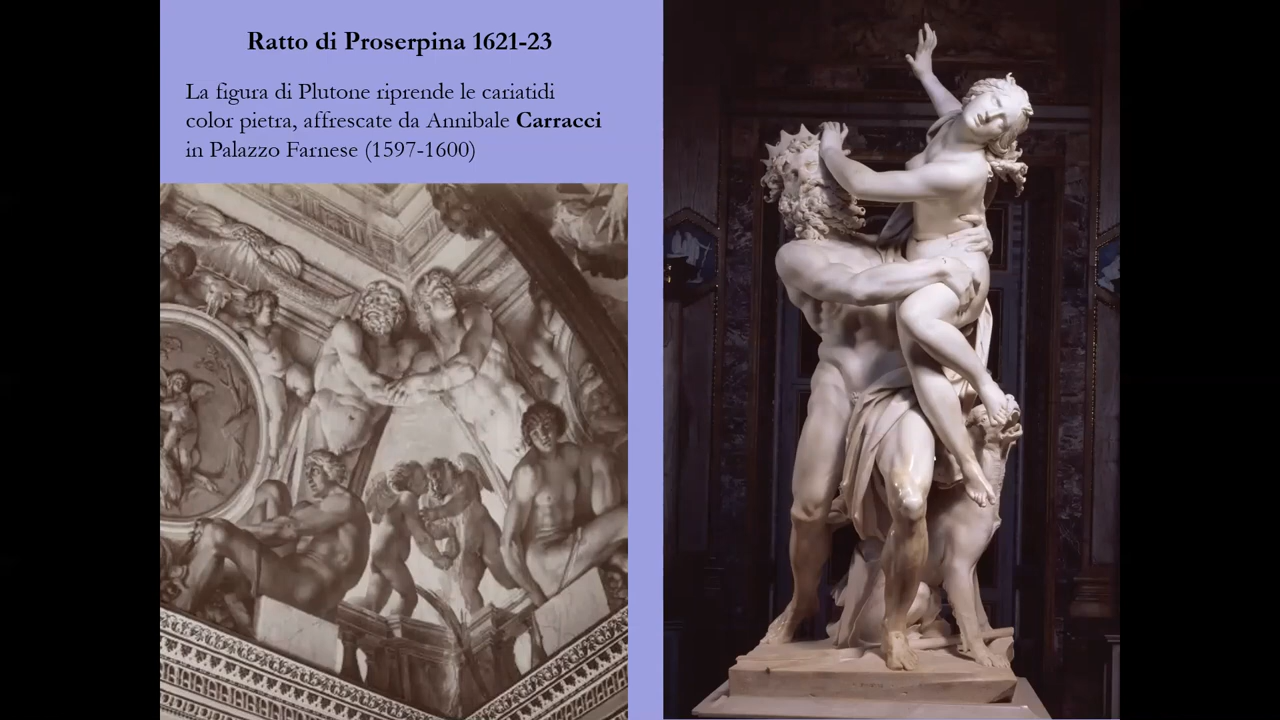 Ratto di Proserpina 1621-23
La figura di Plutone riprende le cariatidi
color pietra, affrescate da Annibale Carracci
in Palazzo Farnese (1597-1600)